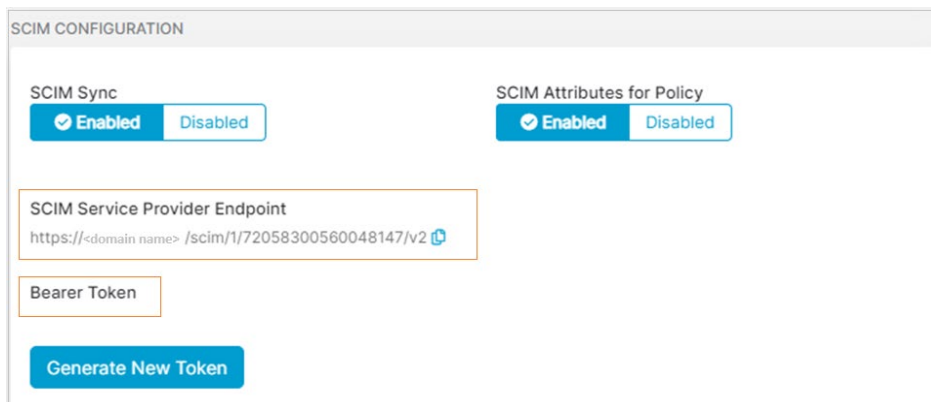 SCIM CONFIGURATION
SCIM Sync
Enabled Disabled
SCIM Attributes for Policy
Enabled Disabled
SCIM Service Provider Endpoint
https://<domain name> /scim/1/72058300560048147/v2
Bearer Token
Generate New Token